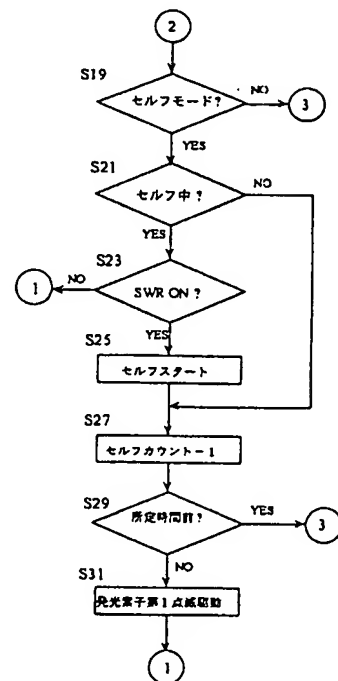 2
S19
セルフモード?
NO
3
YES
S21
セルフ中?
NO
YES
S23
SWR ON ?
NO
1
YES
S25
セルフスタート
S27
セルフカウント-1
S29
所定時間前?
YES
3
NO
S31
発光素子第1点滅駆動
1